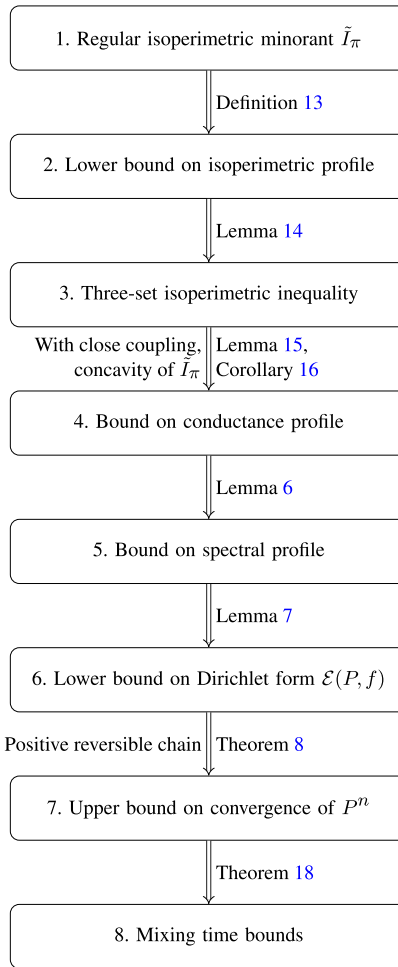 1. Regular isoperimetric minorant Ĩπ
Definition 13
2. Lower bound on isoperimetric profile
Lemma 14
3. Three-set isoperimetric inequality
With close coupling, Lemma 15,
concavity of Ĩπ Corollary 16
4. Bound on conductance profile
Lemma 6
5. Bound on spectral profile
Lemma 7
6. Lower bound on Dirichlet form ℰ(P, f)
Positive reversible chain Theorem 8
7. Upper bound on convergence of Pⁿ
Theorem 18
8. Mixing time bounds